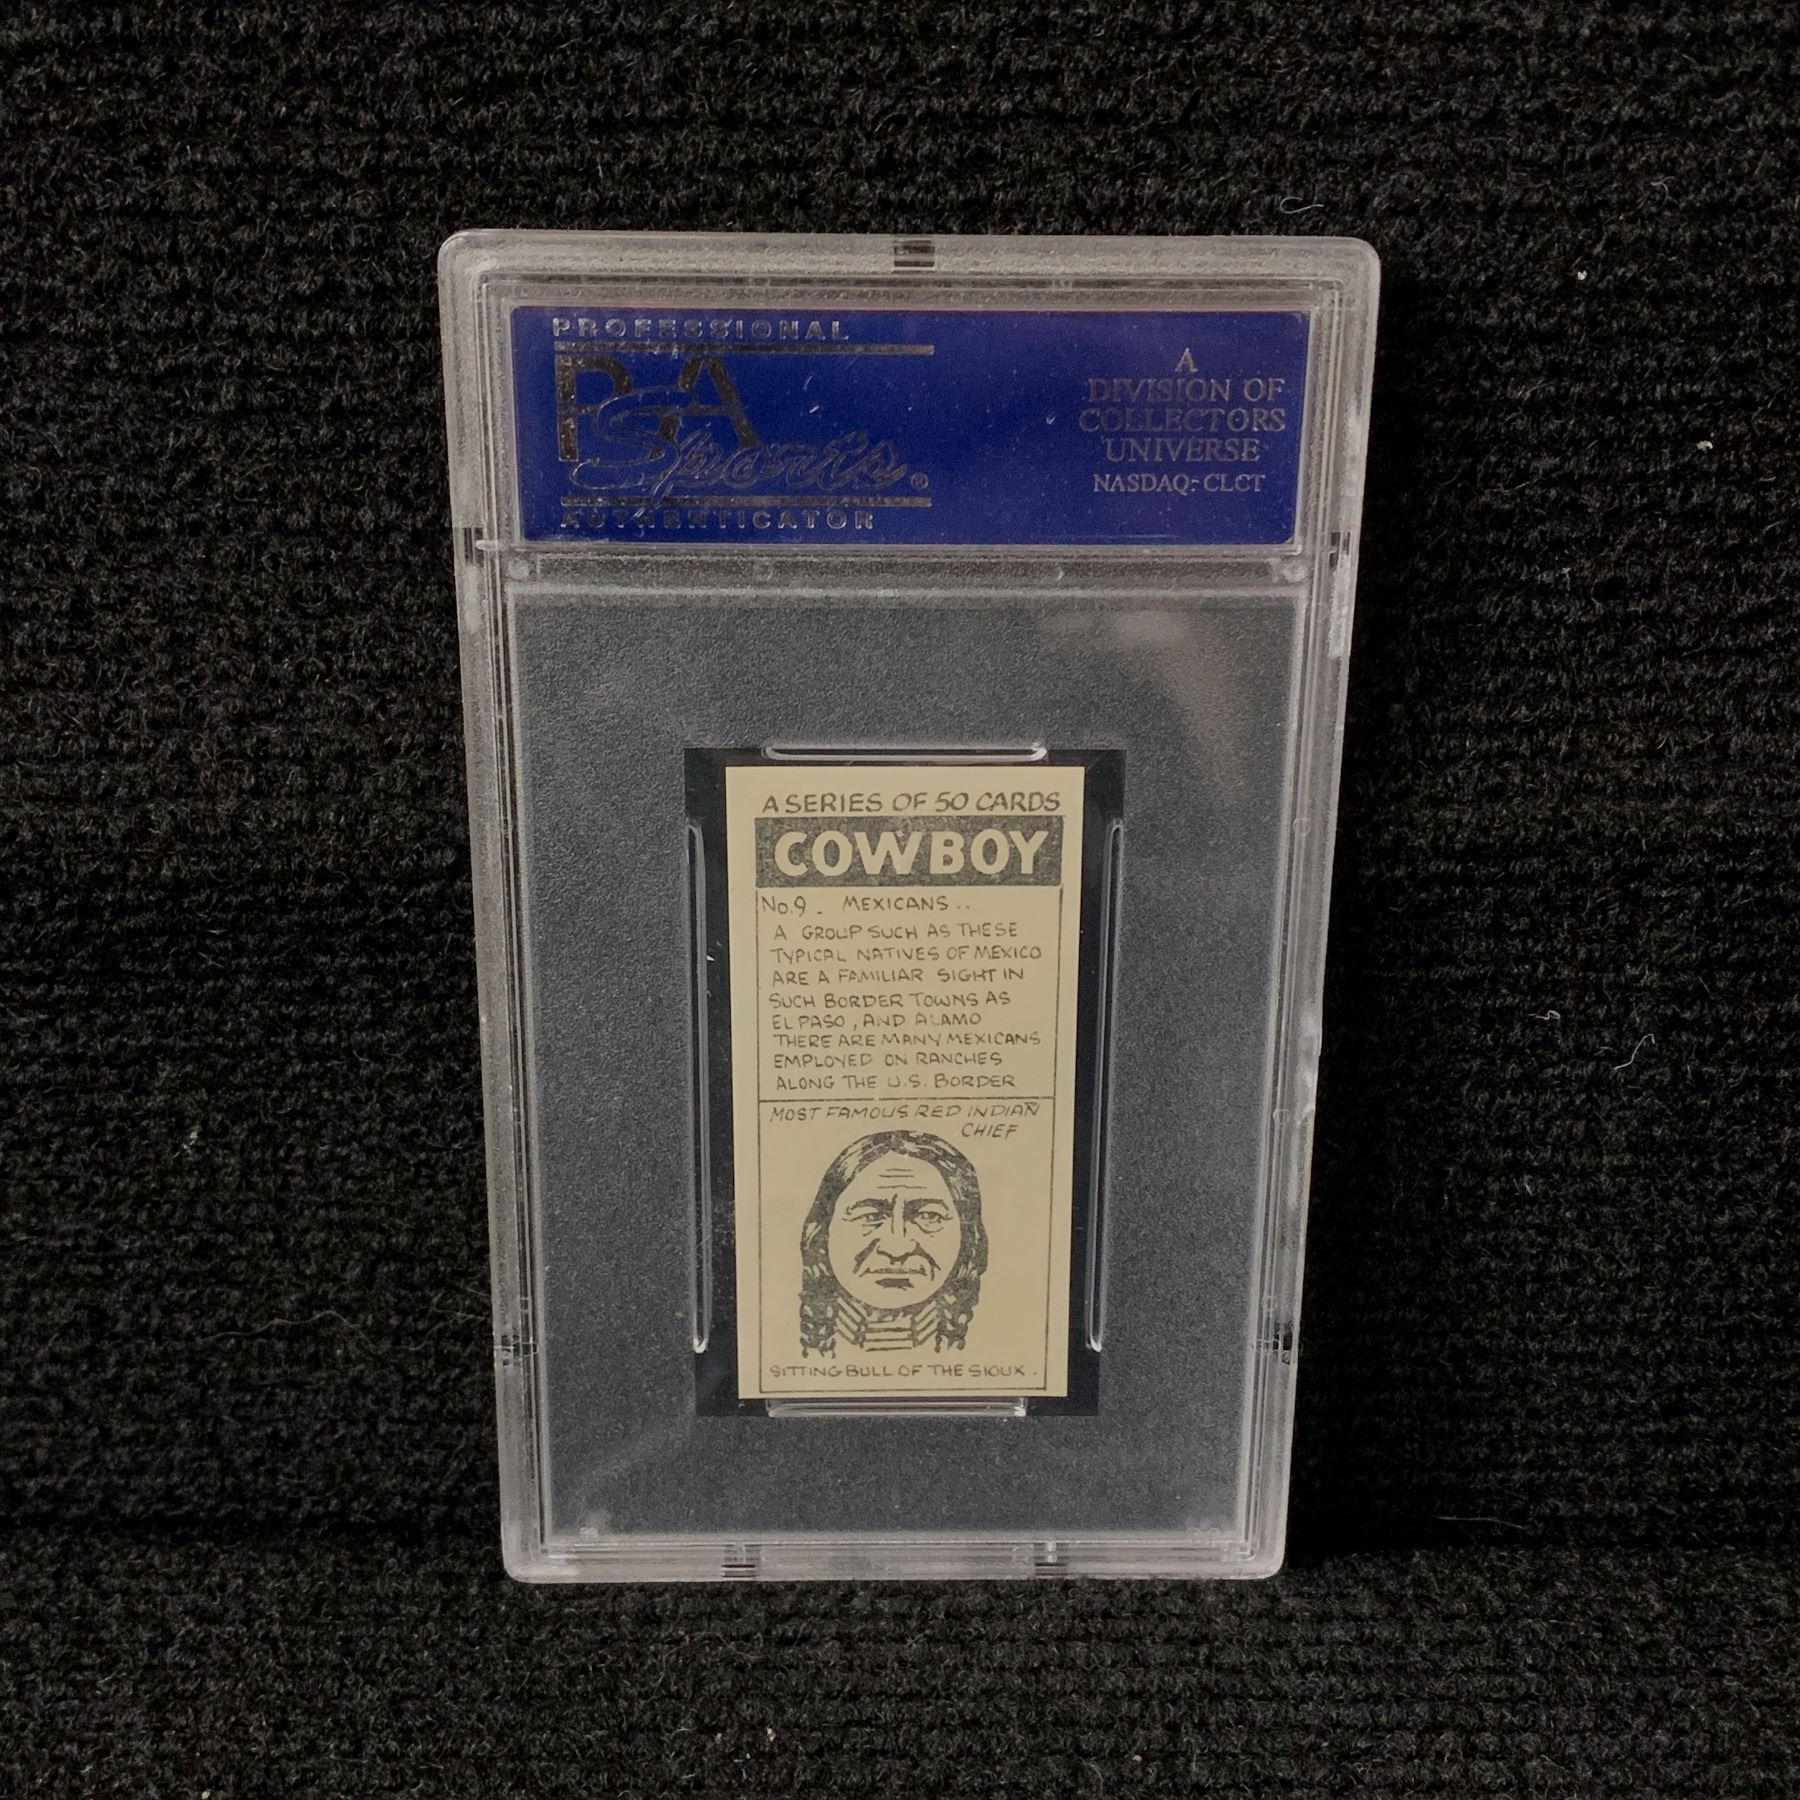 PROFESSIONAL
PSA
Sports®
AUTHENTICATOR
A
DIVISION OF
COLLECTORS
UNIVERSE
NASDAQ: CLCT
A SERIES OF 50 CARDS
COWBOY
No.9 - MEXICANS..
A GROUP SUCH AS THESE
TYPICAL NATIVES OF MEXICO
ARE A FAMILIAR SIGHT IN
SUCH BORDER TOWNS AS
EL PASO, AND ALAMO
THERE ARE MANY MEXICANS
EMPLOYED ON RANCHES
ALONG THE U.S. BORDER
MOST FAMOUS RED INDIAN
CHIEF
SITTING BULL OF THE SIOUX.